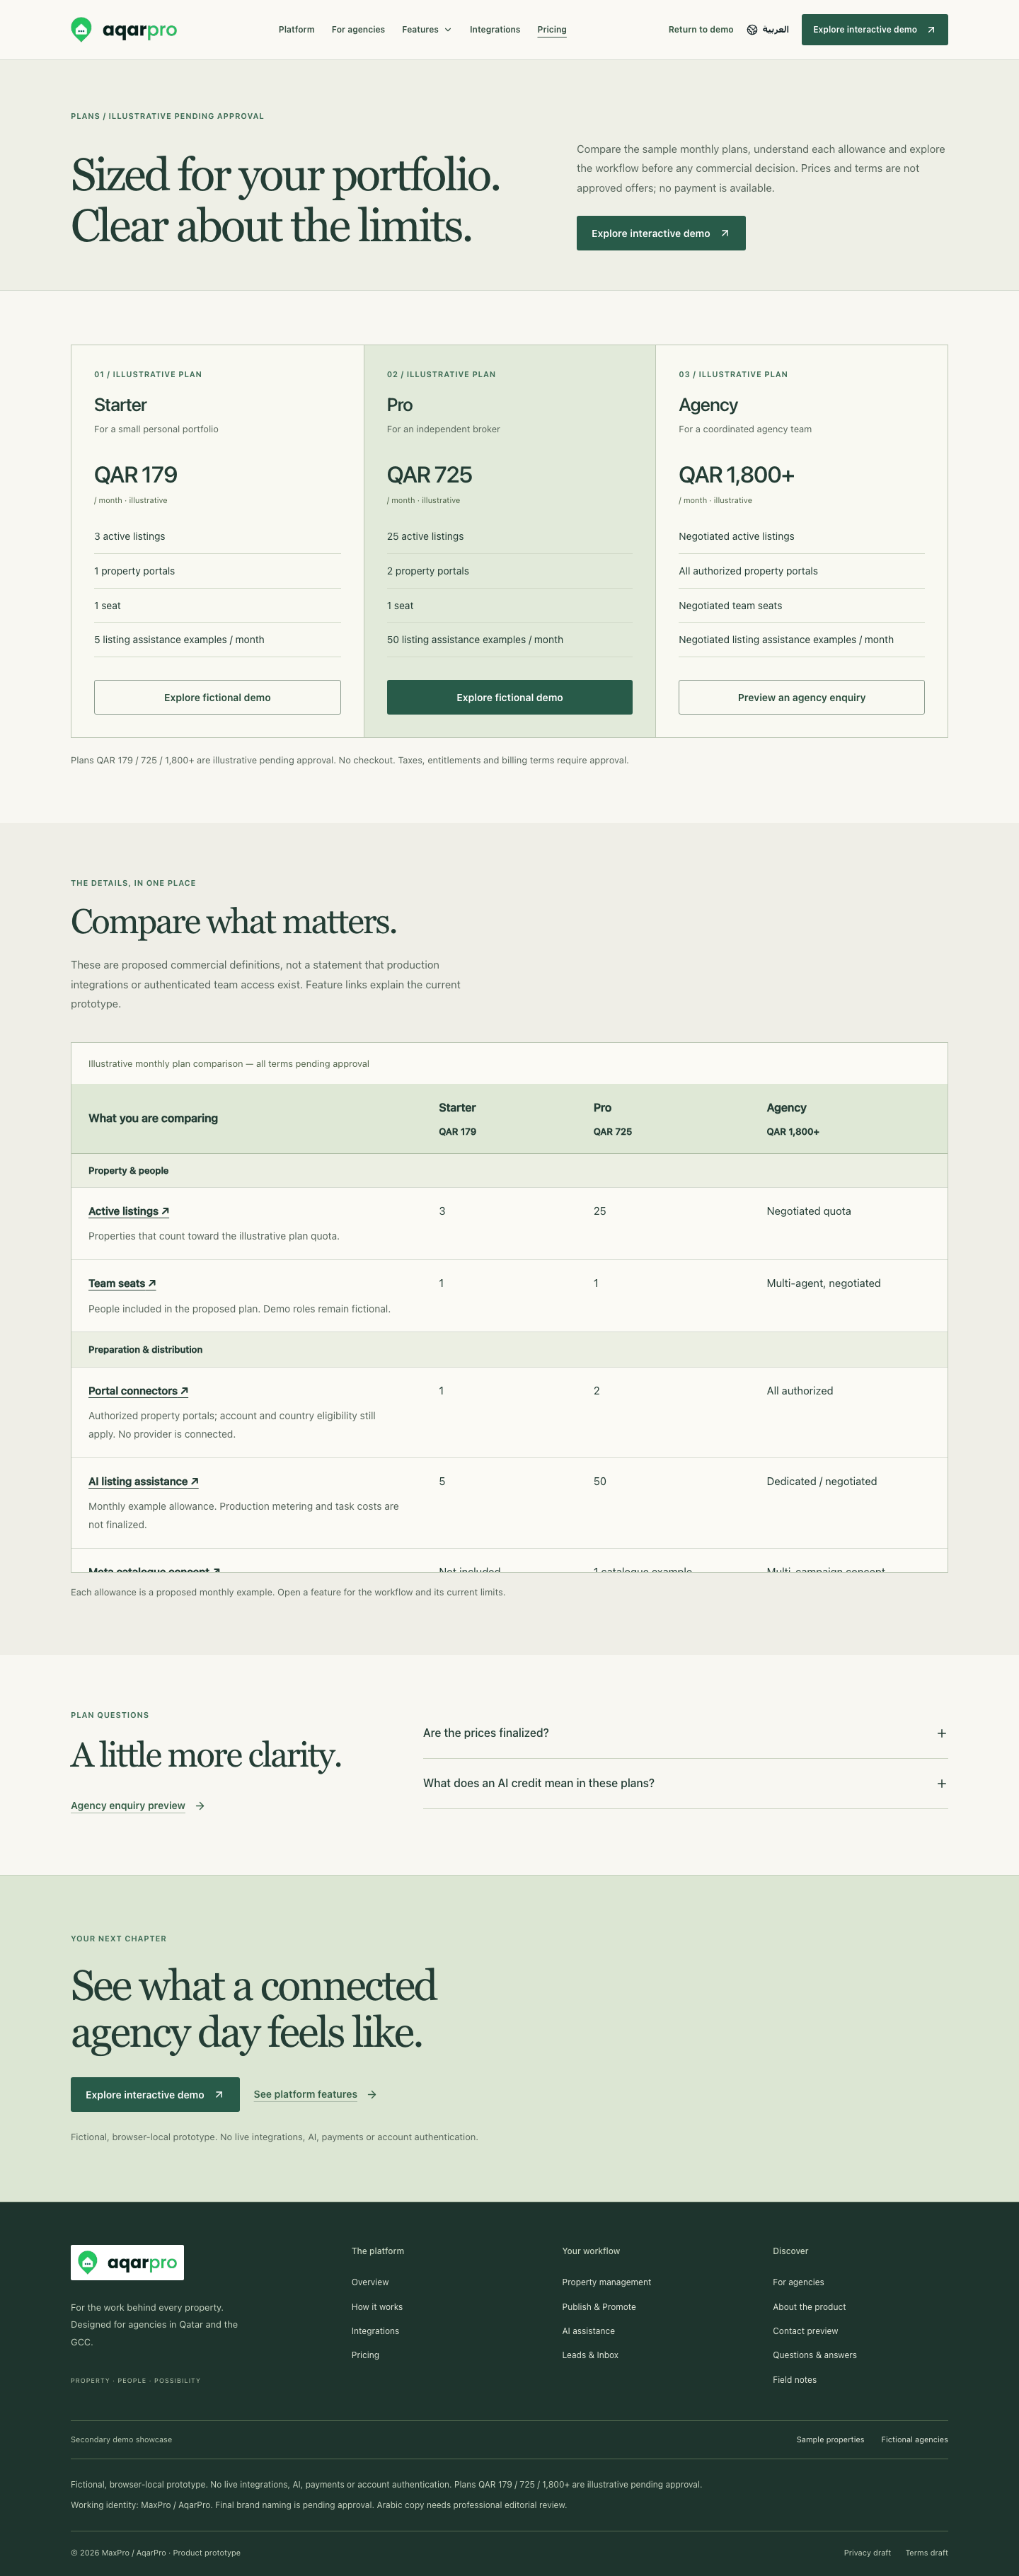 aqarpro
Platform
For agencies
Features
Integrations
Pricing
Return to demo
العربية
Explore interactive demo
PLANS / ILLUSTRATIVE PENDING APPROVAL
Sized for your portfolio.
Clear about the limits.
Compare the sample monthly plans, understand each allowance and explore
the workflow before any commercial decision. Prices and terms are not
approved offers; no payment is available.
Explore interactive demo
01 / ILLUSTRATIVE PLAN
Starter
For a small personal portfolio
QAR 179
/ month · illustrative
3 active listings
1 property portals
1 seat
5 listing assistance examples / month
Explore fictional demo
02 / ILLUSTRATIVE PLAN
Pro
For an independent broker
QAR 725
/ month · illustrative
25 active listings
2 property portals
1 seat
50 listing assistance examples / month
Explore fictional demo
03 / ILLUSTRATIVE PLAN
Agency
For a coordinated agency team
QAR 1,800+
/ month · illustrative
Negotiated active listings
All authorized property portals
Negotiated team seats
Negotiated listing assistance examples / month
Preview an agency enquiry
Plans QAR 179 / 725 / 1,800+ are illustrative pending approval. No checkout. Taxes, entitlements and billing terms require approval.
THE DETAILS, IN ONE PLACE
Compare what matters.
These are proposed commercial definitions, not a statement that production
integrations or authenticated team access exist. Feature links explain the current
prototype.
Illustrative monthly plan comparison — all terms pending approval
What you are comparing
Starter
QAR 179
Pro
QAR 725
Agency
QAR 1,800+
Property & people
Active listings ↗
3
25
Negotiated quota
Properties that count toward the illustrative plan quota.
Team seats ↗
1
1
Multi-agent, negotiated
People included in the proposed plan. Demo roles remain fictional.
Preparation & distribution
Portal connectors ↗
1
2
All authorized
Authorized property portals; account and country eligibility still
apply. No provider is connected.
AI listing assistance ↗
5
50
Dedicated / negotiated
Monthly example allowance. Production metering and task costs are
not finalized.
Meta catalogue concept ↗
Not included
1 catalogue example
Multi-campaign concept
Each allowance is a proposed monthly example. Open a feature for the workflow and its current limits.
PLAN QUESTIONS
A little more clarity.
Agency enquiry preview →
Are the prices finalized?
What does an AI credit mean in these plans?
YOUR NEXT CHAPTER
See what a connected
agency day feels like.
Explore interactive demo
See platform features →
Fictional, browser-local prototype. No live integrations, AI, payments or account authentication.
aqarpro
For the work behind every property.
Designed for agencies in Qatar and the
GCC.
PROPERTY · PEOPLE · POSSIBILITY
The platform
Overview
How it works
Integrations
Pricing
Your workflow
Property management
Publish & Promote
AI assistance
Leads & Inbox
Discover
For agencies
About the product
Contact preview
Questions & answers
Field notes
Secondary demo showcase
Sample properties
Fictional agencies
Fictional, browser-local prototype. No live integrations, AI, payments or account authentication. Plans QAR 179 / 725 / 1,800+ are illustrative pending approval.
Working identity: MaxPro / AqarPro. Final brand naming is pending approval. Arabic copy needs professional editorial review.
© 2026 MaxPro / AqarPro · Product prototype
Privacy draft
Terms draft